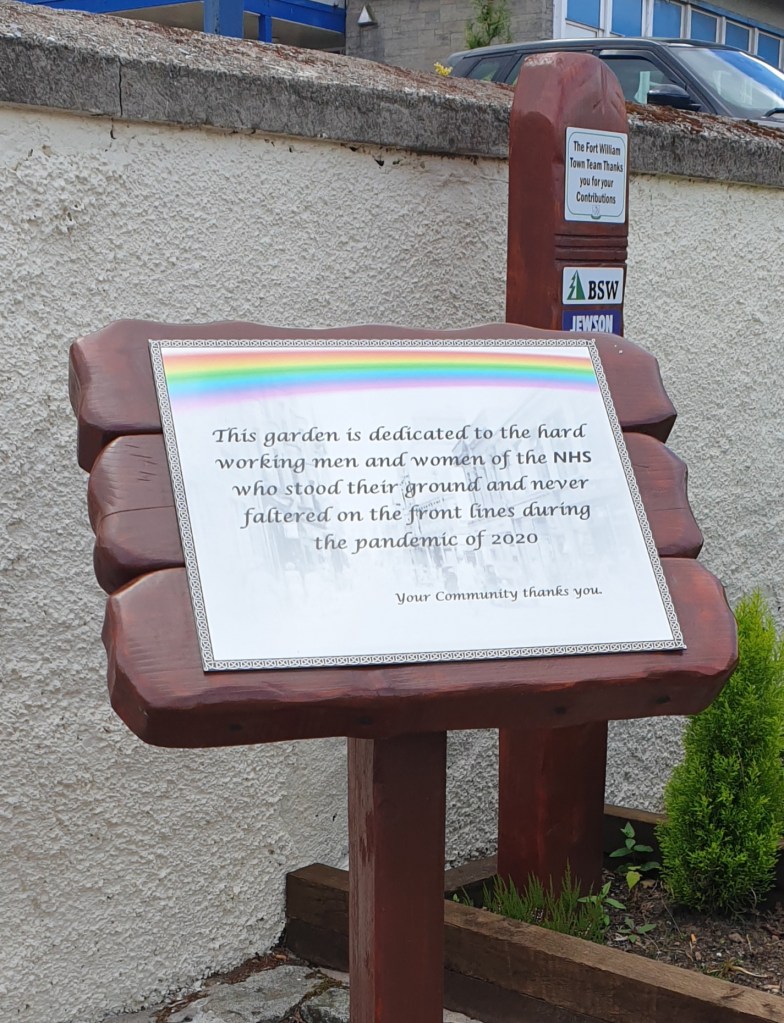 The Fort William
Town Team Thanks
you for your
Contributions
BSW
JEWSON
This garden is dedicated to the hard
working men and women of the NHS
who stood their ground and never
faltered on the front lines during
the pandemic of 2020
Your Community thanks you.